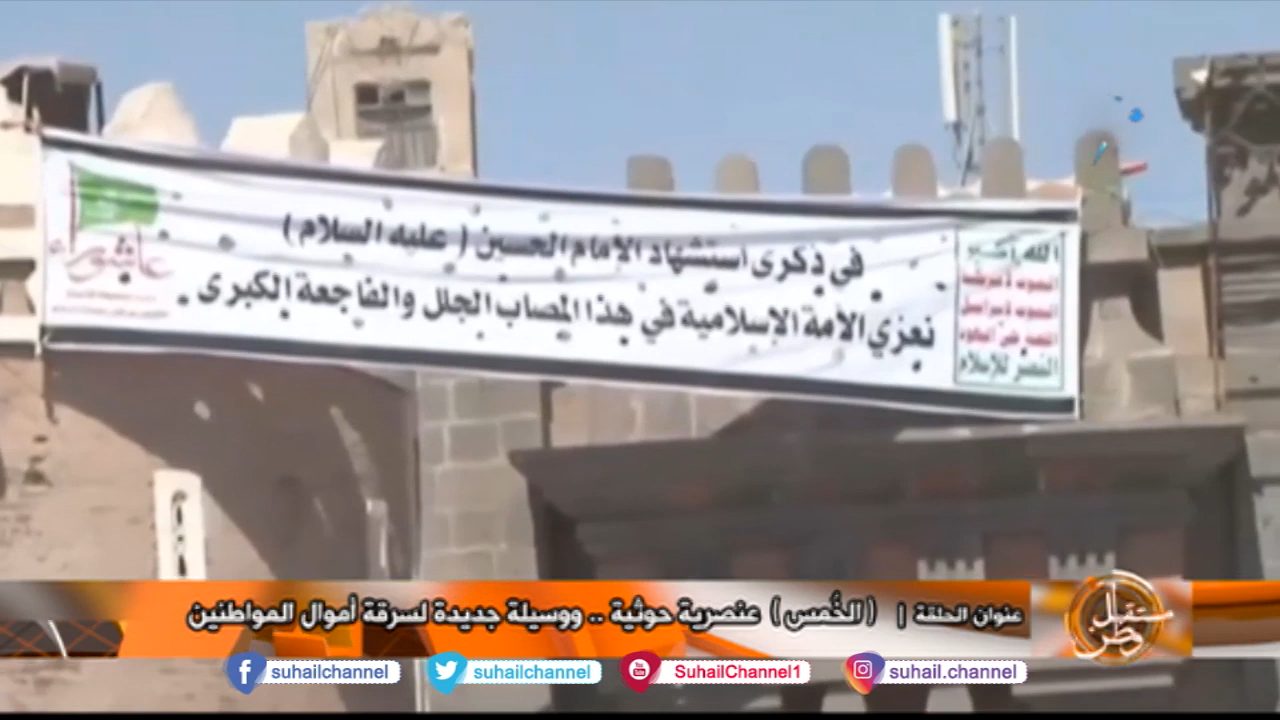 في ذكرى استشهاد الإمام الحسين (عليه السلام)
نعزي الأمة الإسلامية في هذا المصاب الجلل والفاجعة الكبرى.
عاشوراء
الله أكبر
الموت لأمريكا
الموت لإسرائيل
اللعنة على اليهود
النصر للإسلام
عنوان الحلقة | (الخُمس) عنصرية حوثية .. ووسيلة جديدة لسرقة أموال المواطنين
مستقبل وطن
suhailchannel
suhailchannel
SuhailChannel1
suhail.channel